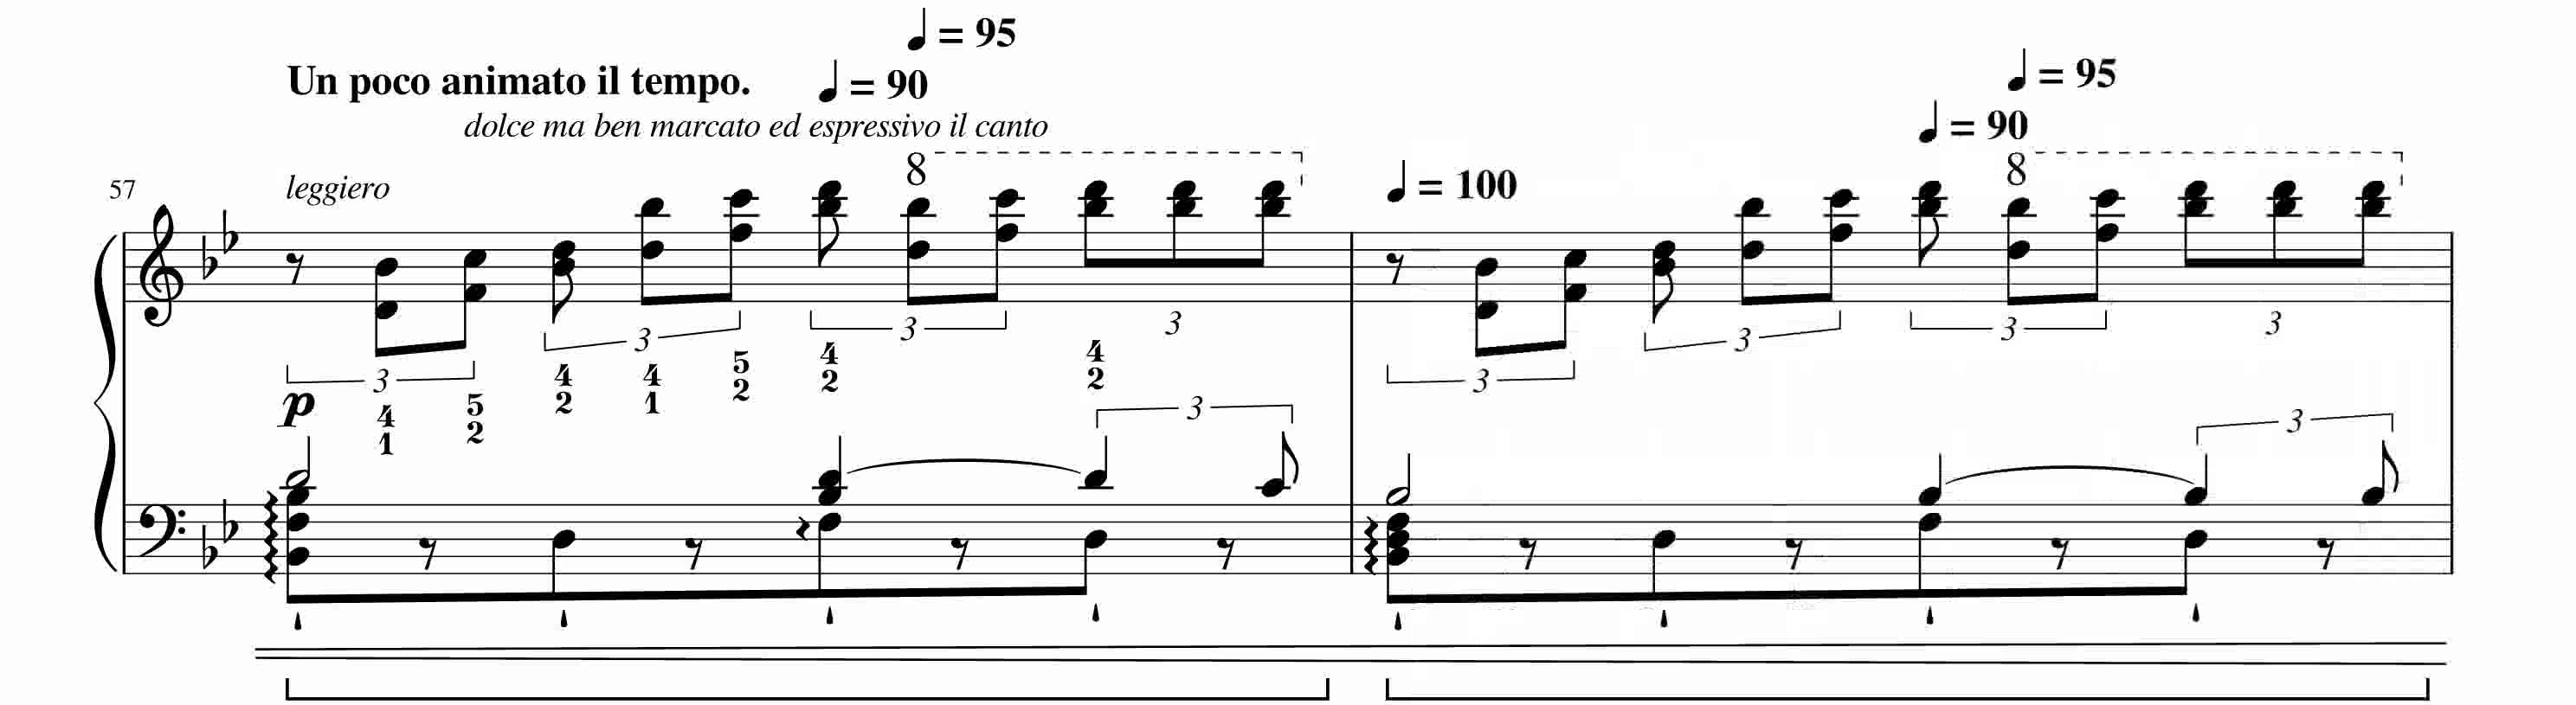 ♩ = 95
Un poco animato il tempo. ♩ = 90 ♩ = 95
dolce ma ben marcato ed espressivo il canto ♩ = 90
8 8
57 leggiero ♩ = 100
3 3 3 3 3 3 3 3
p 4 1 5 2 4 2 4 1 5 2 4 2 4 2
3 3